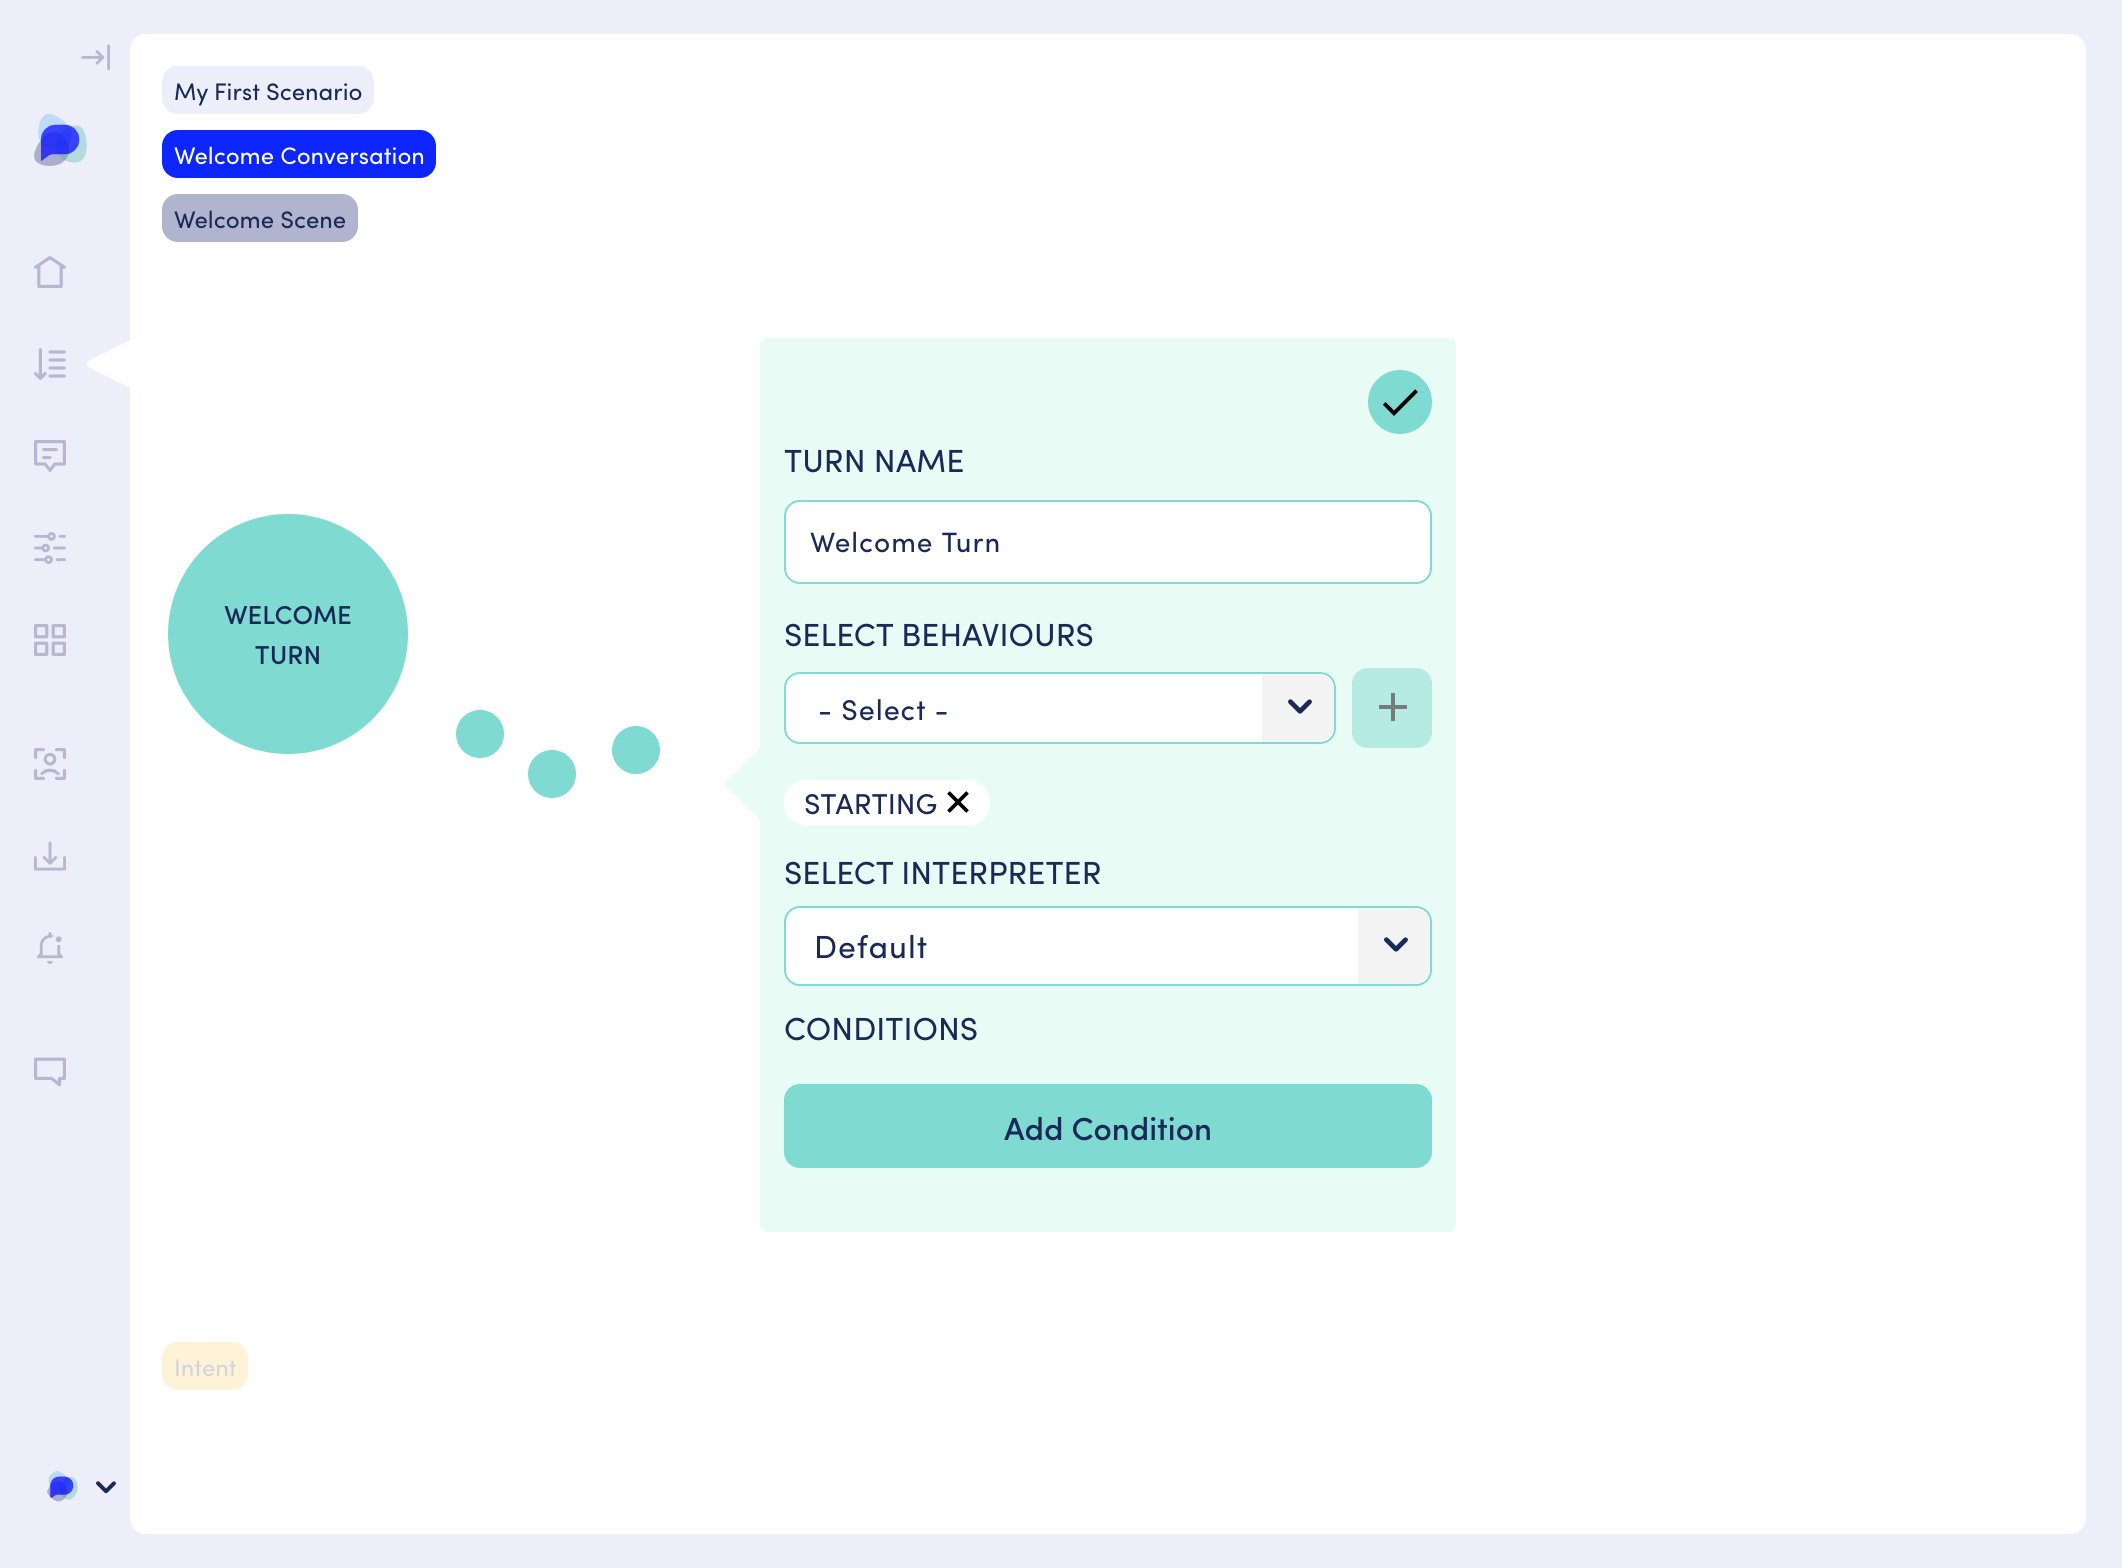 My First Scenario
Welcome Conversation
Welcome Scene
WELCOME
TURN
TURN NAME
Welcome Turn
SELECT BEHAVIOURS
- Select -
STARTING
SELECT INTERPRETER
Default
CONDITIONS
Add Condition
Intent